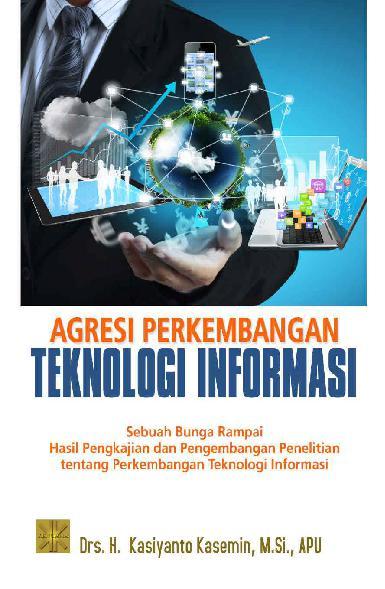 AGRESI PERKEMBANGAN
TEKNOLOGI INFORMASI
Sebuah Bunga Rampai
Hasil Pengkajian dan Pengembangan Penelitian
tentang Perkembangan Teknologi Informasi
Drs. H. Kasiyanto Kasemin, M.Si., APU